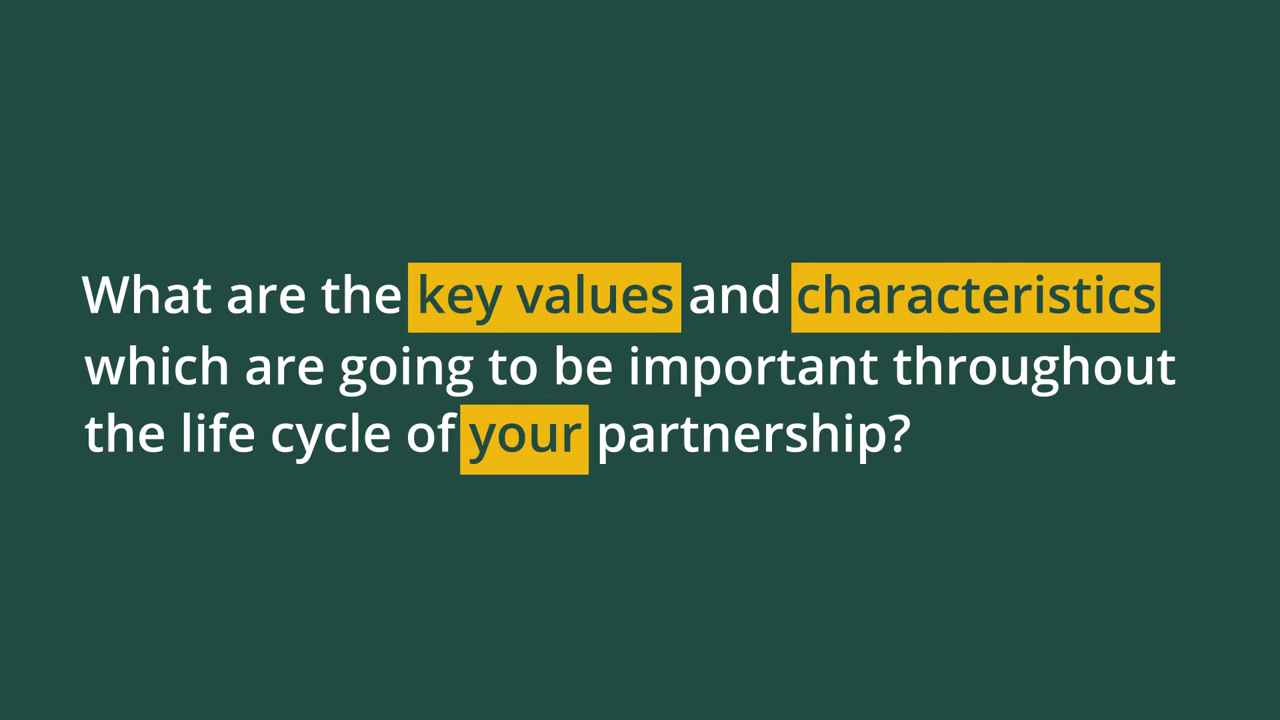 What are the key values and characteristics
which are going to be important throughout
the life cycle of your partnership?